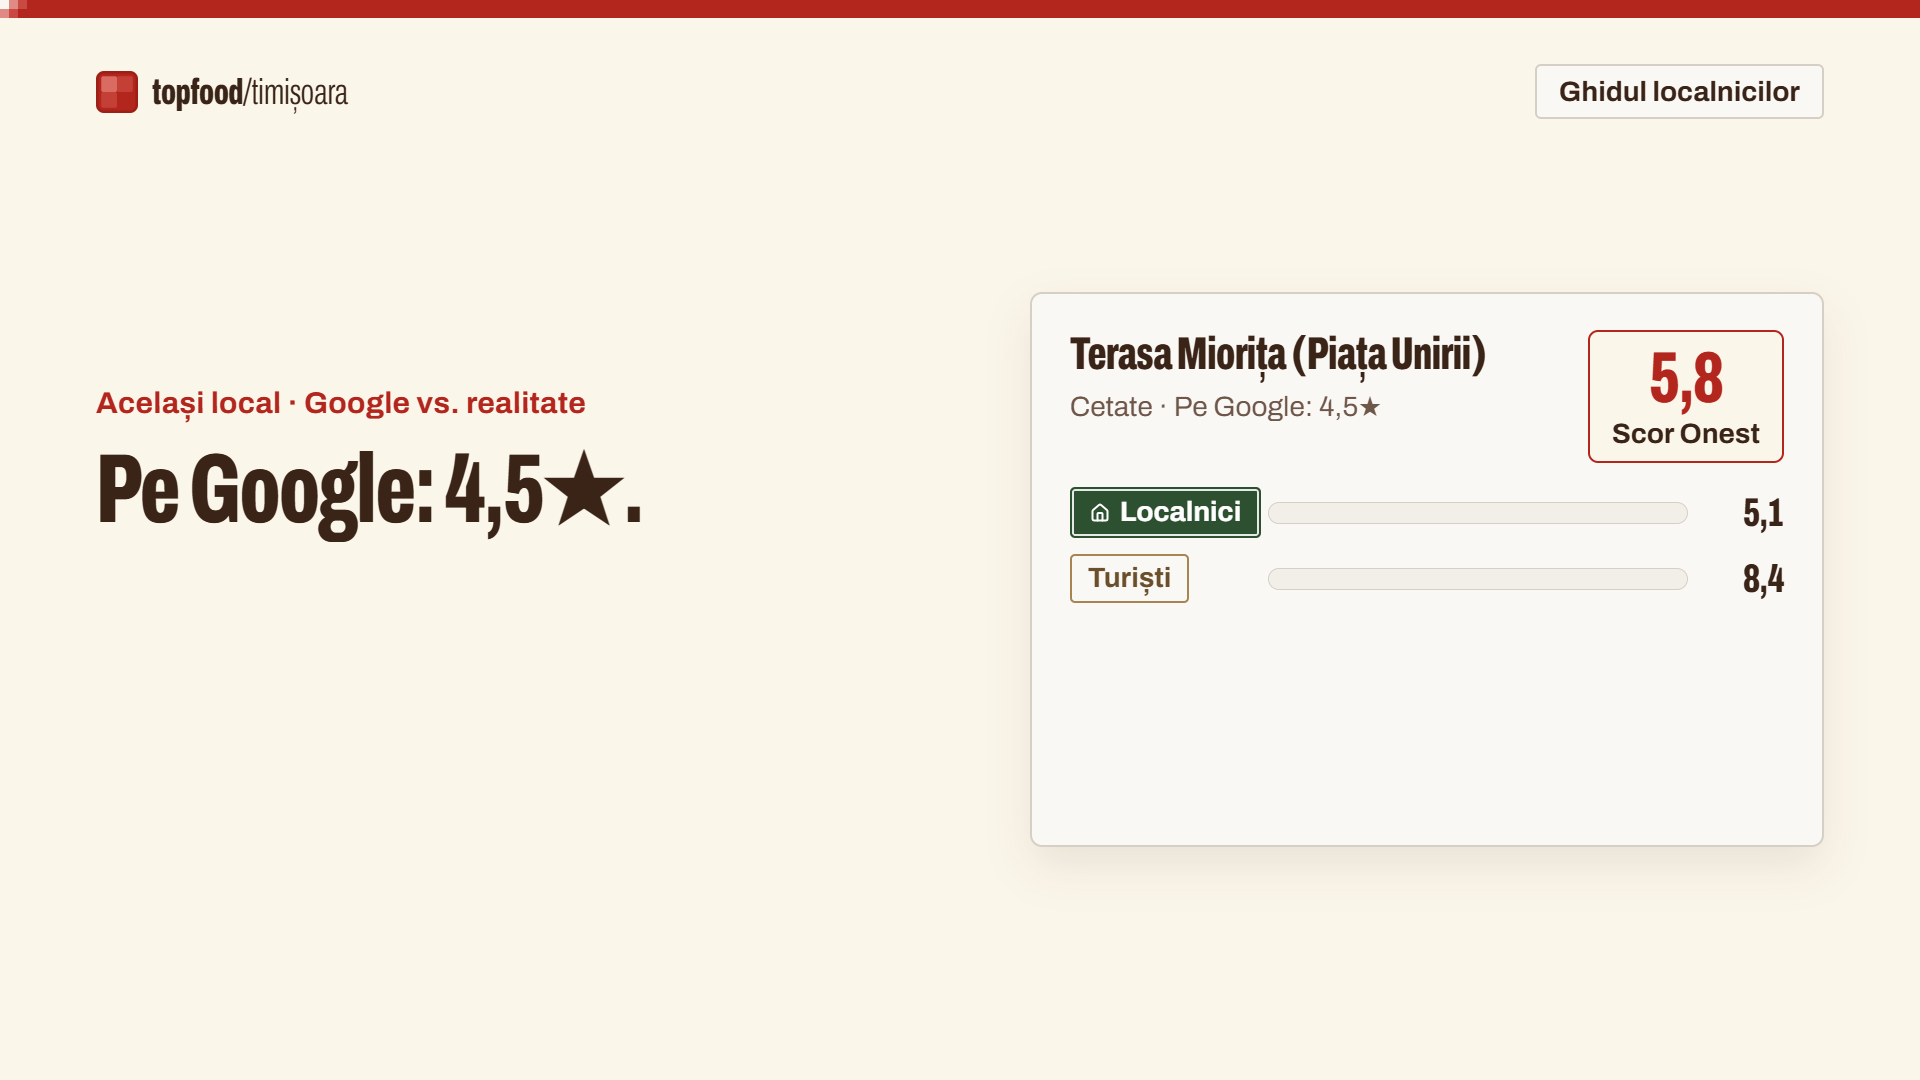 topfood/timișoara
Ghidul localnicilor
Același local · Google vs. realitate
Pe Google: 4,5★.
Terasa Miorița (Piața Unirii)
Cetate · Pe Google: 4,5★
5,8
Scor Onest
Localnici 5,1
Turiști 8,4